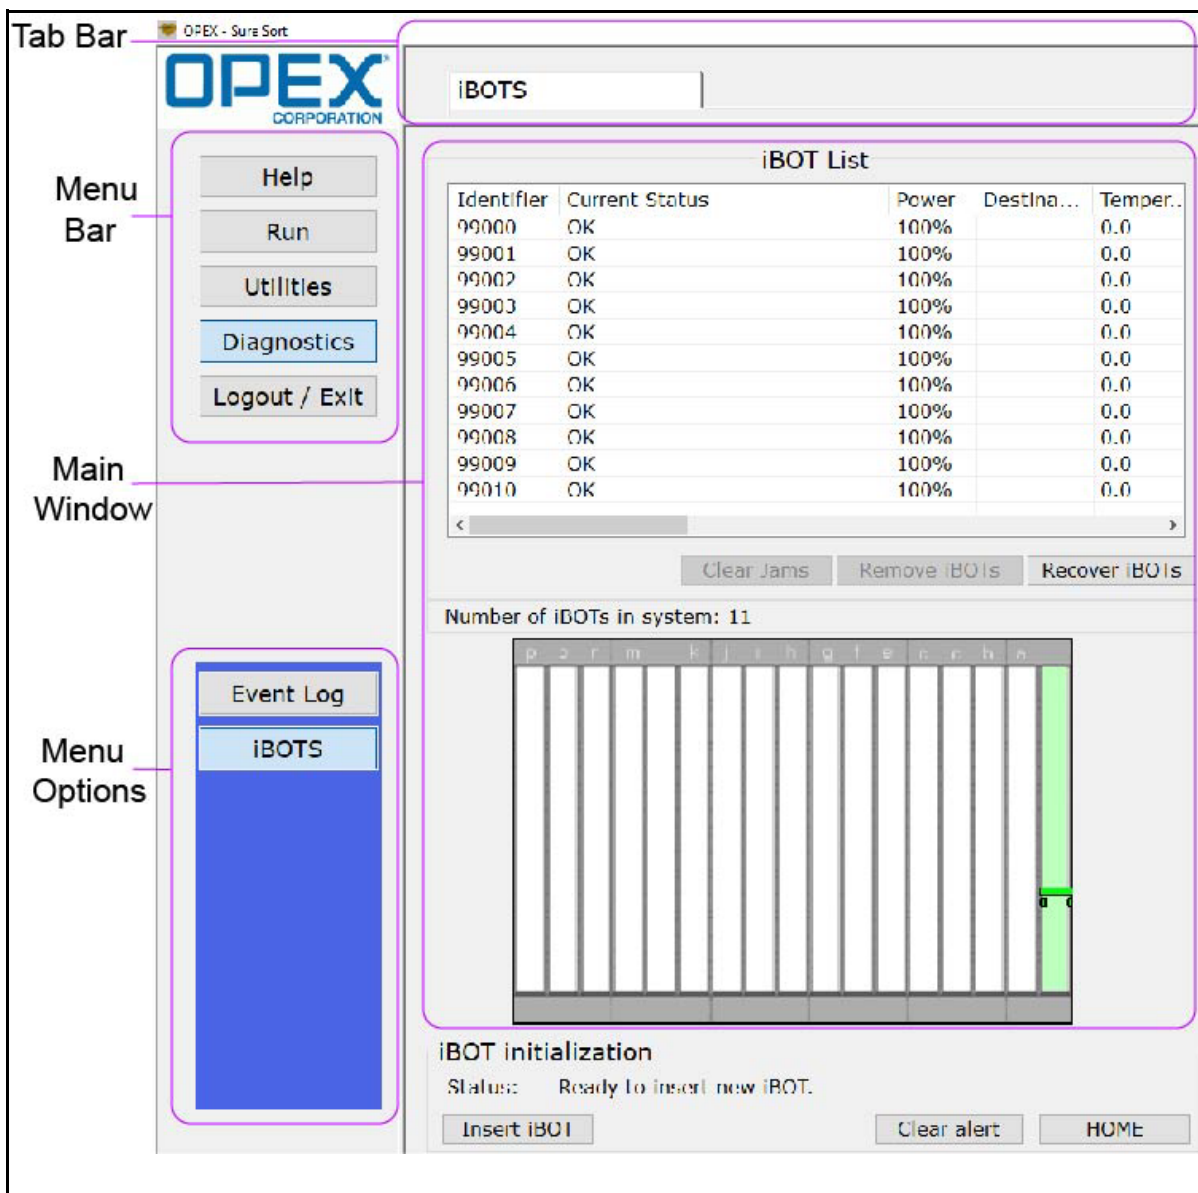 Tab Bar
OPEX - Sure Sort
OPEX
CORPORATION
iBOTS
Menu
Bar
Help
Run
Utilities
Diagnostics
Logout / Exit
iBOT List
Identifier Current Status Power Destina... Temper..
99000 OK 100% 0.0
99001 OK 100% 0.0
99002 OK 100% 0.0
99003 OK 100% 0.0
99004 OK 100% 0.0
99005 OK 100% 0.0
99006 OK 100% 0.0
99007 OK 100% 0.0
99008 OK 100% 0.0
99009 OK 100% 0.0
99010 OK 100% 0.0
Main
Window
Clear Jams Remove iBOTs Recover iBOTs
Number of iBOTs in system: 11
Menu
Options
Event Log
iBOTS
iBOT initialization
Status: Ready to insert new iBOT.
Insert iBOT Clear alert HOME